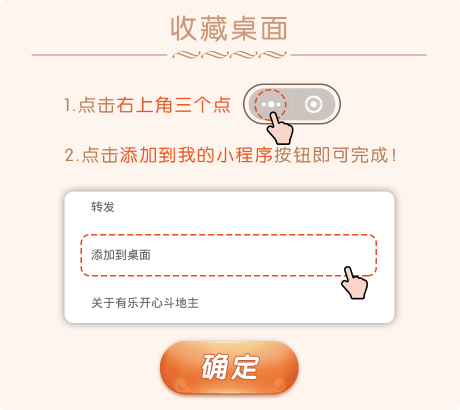 收藏桌面
1.点击右上角三个点
2.点击添加到我的小程序按钮即可完成!
转发
添加到桌面
关于有乐开心斗地主
确定